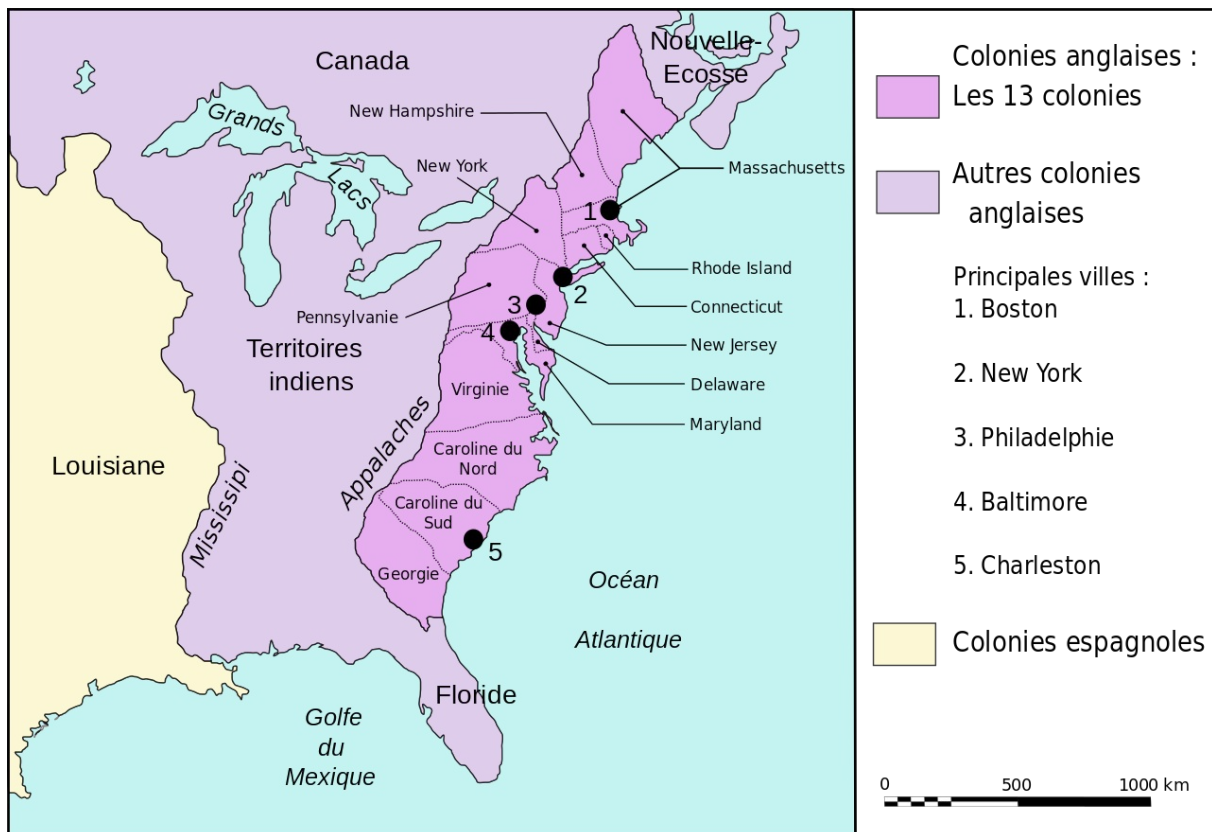 Canada
Nouvelle-
Ecosse
Grands
Lacs
New Hampshire
New York
Massachusetts
1
Rhode Island
2
Connecticut
3
Pennsylvanie
4
New Jersey
Territoires
indiens
Delaware
Virginie
Maryland
Appalaches
Caroline du
Nord
Louisiane
Mississipi
Caroline du
Sud
5
Georgie
Océan
Atlantique
Floride
Golfe
du
Mexique
Colonies anglaises :
Les 13 colonies
Autres colonies
anglaises
Principales villes :
1. Boston
2. New York
3. Philadelphie
4. Baltimore
5. Charleston
Colonies espagnoles
0 500 1000 km